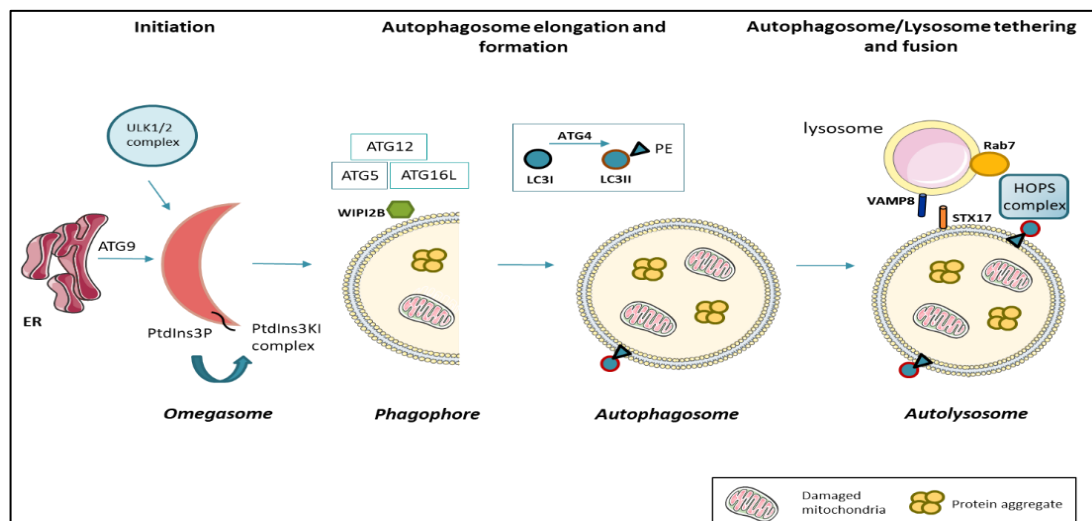 Initiation
Autophagosome elongation and
formation
Autophagosome/Lysosome tethering
and fusion
ULK1/2
complex
ATG9
ER
PtdIns3P
PtdIns3KI
complex
Omegasome
ATG12
ATG5
ATG16L
WIPI2B
Phagophore
ATG4
PE
LC3I
LC3II
Autophagosome
lysosome
Rab7
HOPS
complex
VAMP8
STX17
Autolysosome
Damaged
mitochondria
Protein aggregate